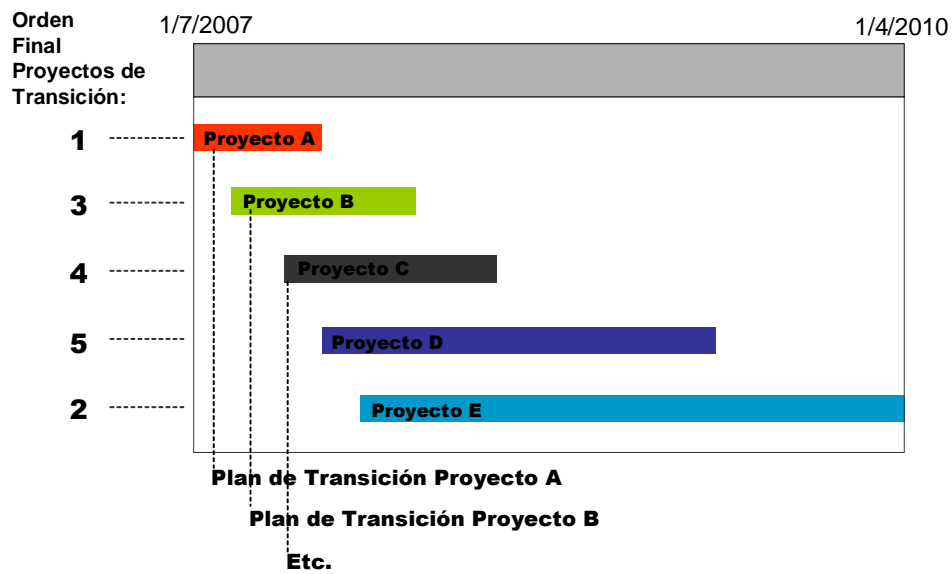 Orden
Final
Proyectos de
Transición:
1/7/2007
1/4/2010
1
Proyecto A
3
Proyecto B
4
Proyecto C
5
Proyecto D
2
Proyecto E
Plan de Transición Proyecto A
Plan de Transición Proyecto B
Etc.